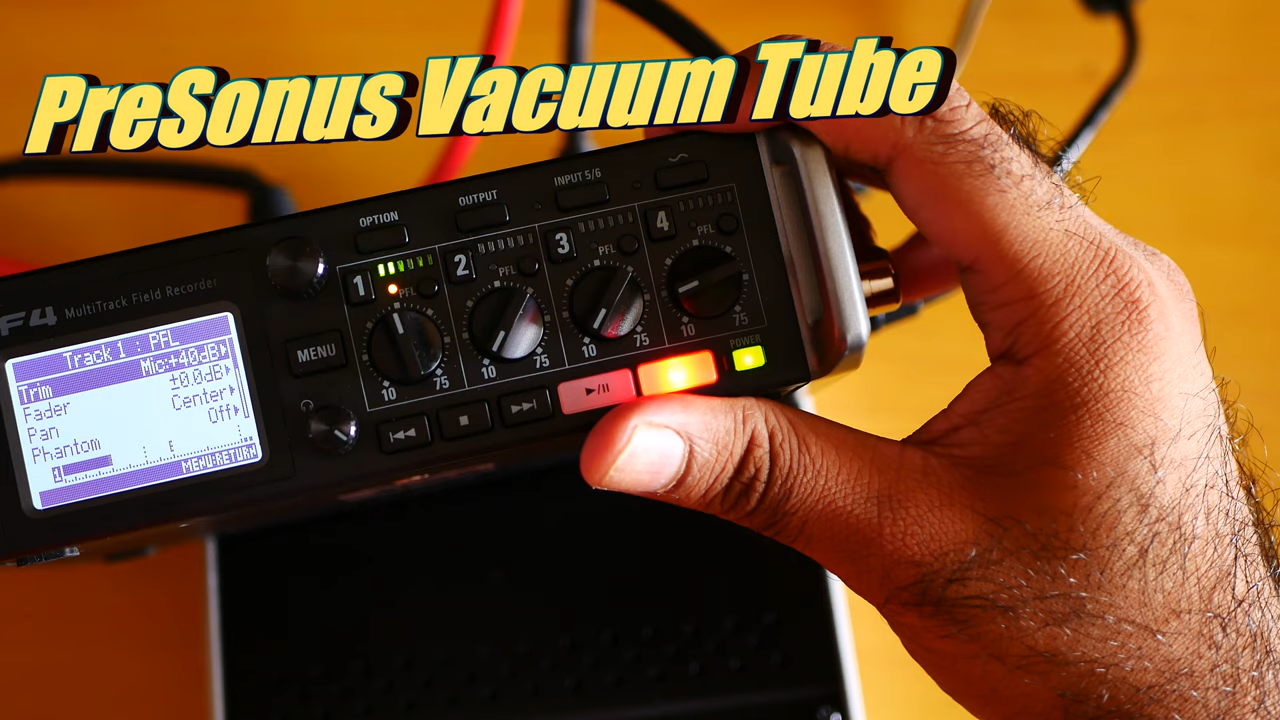 PreSonus Vacuum Tube
F4 MultiTrack Field Recorder
OPTION
OUTPUT
INPUT 5/6
1
2
3
4
PFL
PFL
PFL
PFL
10 75
10 75
10 75
10 75
MENU
POWER
Track 1 : PFL
Trim Mic:+40dB
Fader ±0.0dB
Pan Center
Phantom Off
MENU:RETURN